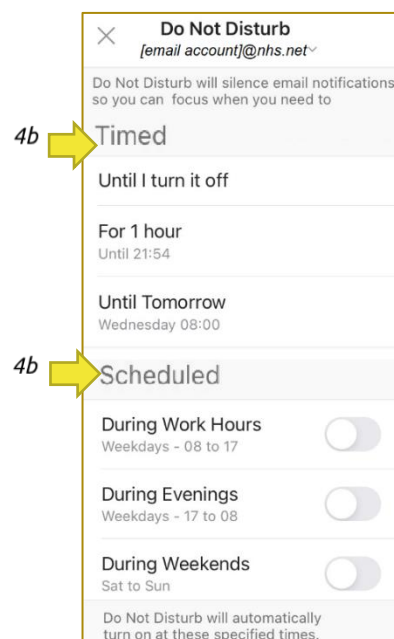 Do Not Disturb
[email account]@nhs.net
Do Not Disturb will silence email notifications
so you can focus when you need to
4b
Timed
Until I turn it off
For 1 hour
Until 21:54
Until Tomorrow
Wednesday 08:00
4b
Scheduled
During Work Hours
Weekdays - 08 to 17
During Evenings
Weekdays - 17 to 08
During Weekends
Sat to Sun
Do Not Disturb will automatically
turn on at these specified times.